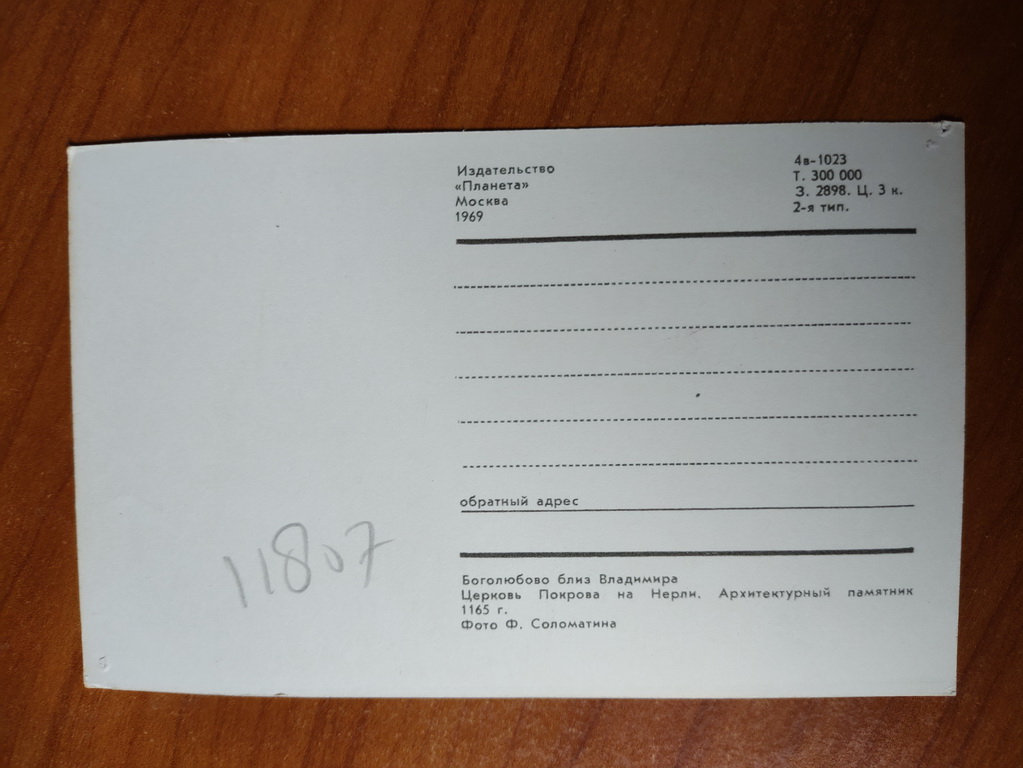 Издательство
«Планета»
Москва
1969
4в-1023
Т. 300 000
З. 2898. Ц. 3 к.
2-я тип.
обратный адрес
11807
Боголюбово близ Владимира
Церковь Покрова на Нерли. Архитектурный памятник
1165 г.
Фото Ф. Соломатина